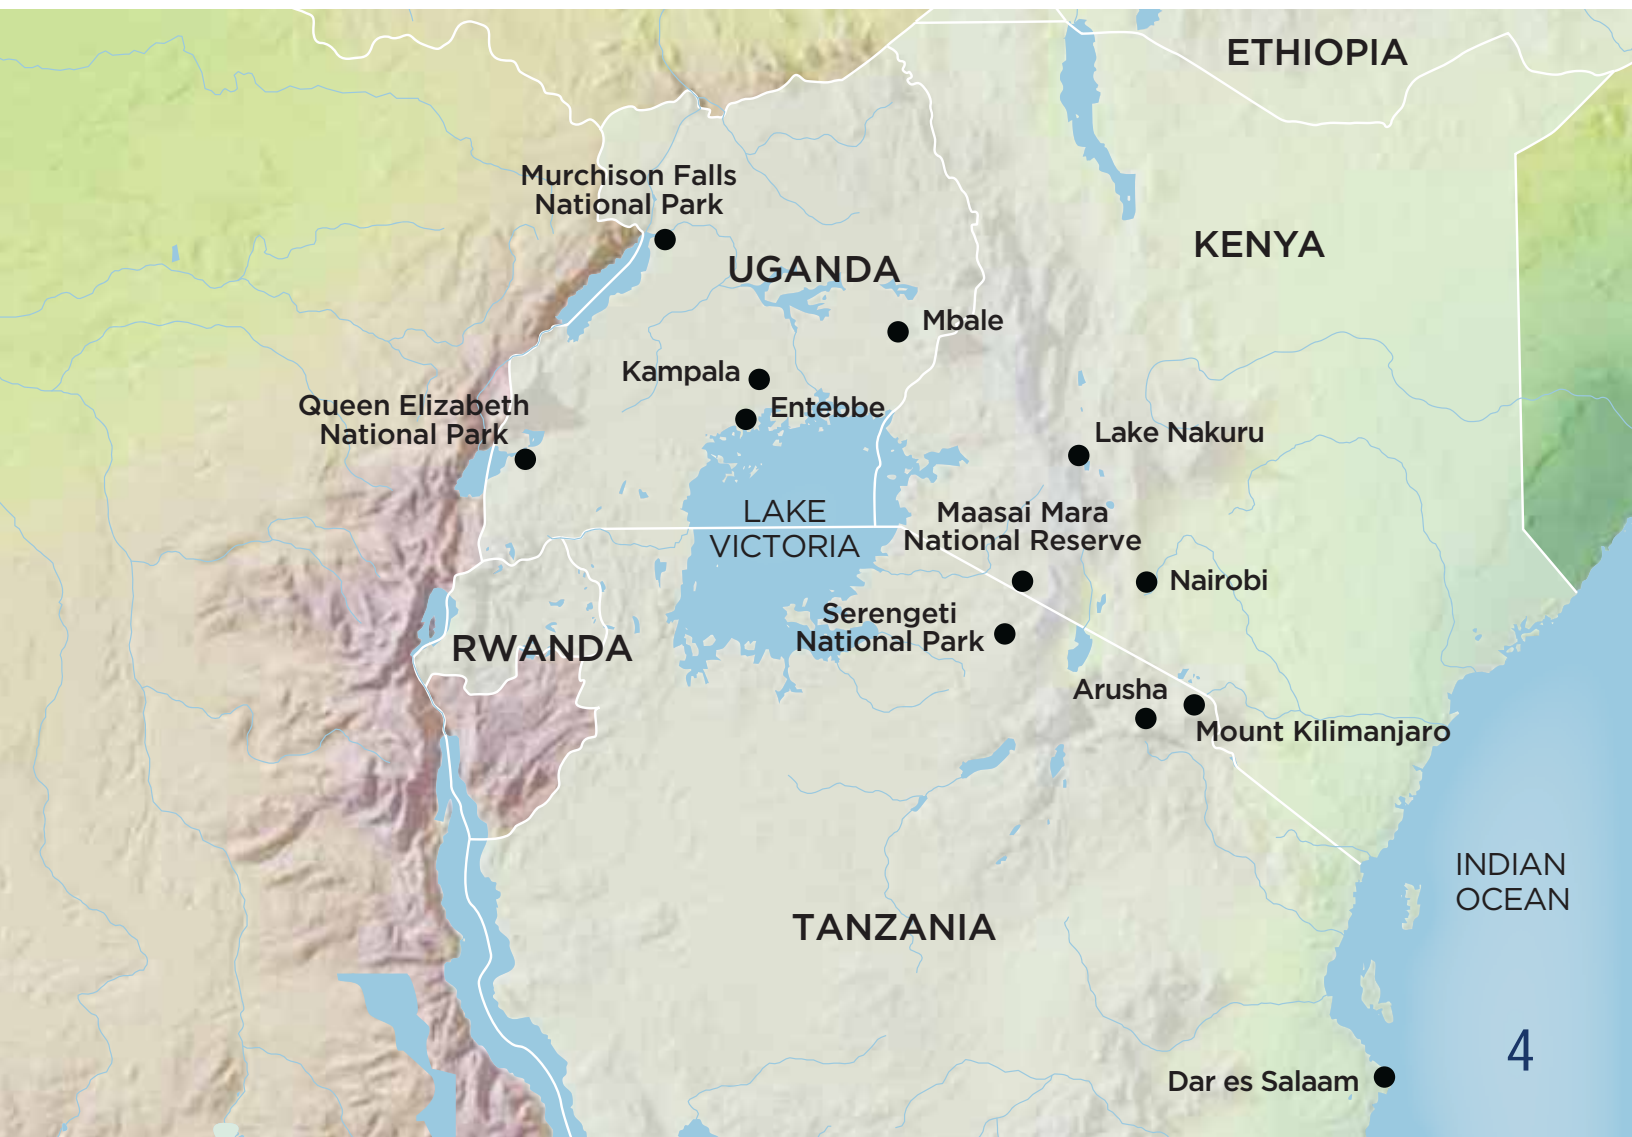 ETHIOPIA
Murchison Falls
National Park
KENYA
UGANDA
Mbale
Kampala
Queen Elizabeth
National Park
Entebbe
Lake Nakuru
LAKE
VICTORIA
Maasai Mara
National Reserve
Nairobi
Serengeti
National Park
RWANDA
Arusha
Mount Kilimanjaro
INDIAN
OCEAN
TANZANIA
4
Dar es Salaam